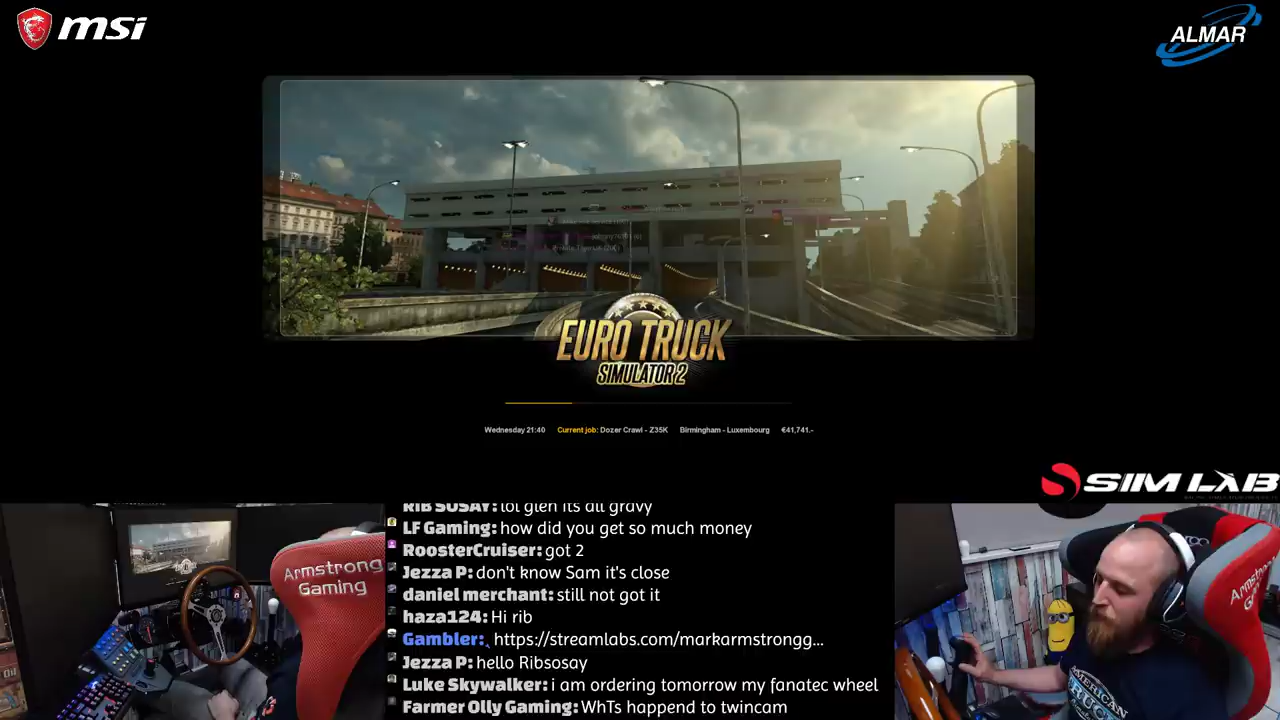 msi
ALMAR
EURO TRUCK
SIMULATOR 2
Wednesday 21:40 Current job: Dozer Crawl - Z35K Birmingham - Luxembourg €41,741.-
SIM LAB
RIB SUSAY: lol glen its all gravy
LF Gaming: how did you get so much money
RoosterCruiser: got 2
Jezza P: don't know Sam it's close
daniel merchant: still not got it
haza124: Hi rib
Gambler: https://streamlabs.com/markarmstrongg...
Jezza P: hello Ribsosay
Luke Skywalker: i am ordering tomorrow my fanatec wheel
Farmer Olly Gaming: WhTs happend to twincam
Armstrong
Gaming
AMERICAN
TRUCK